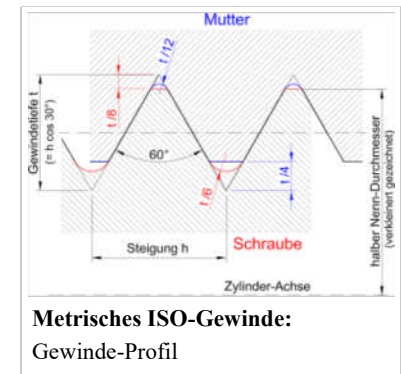 Mutter
t /12
Gewindetiefe t
(= h cos 30°)
t /8
60°
t /6
t /4
halber Nenn-Durchmesser
(verkleinert gezeichnet)
Steigung h
Schraube
Zylinder-Achse
Metrisches ISO-Gewinde:
Gewinde-Profil